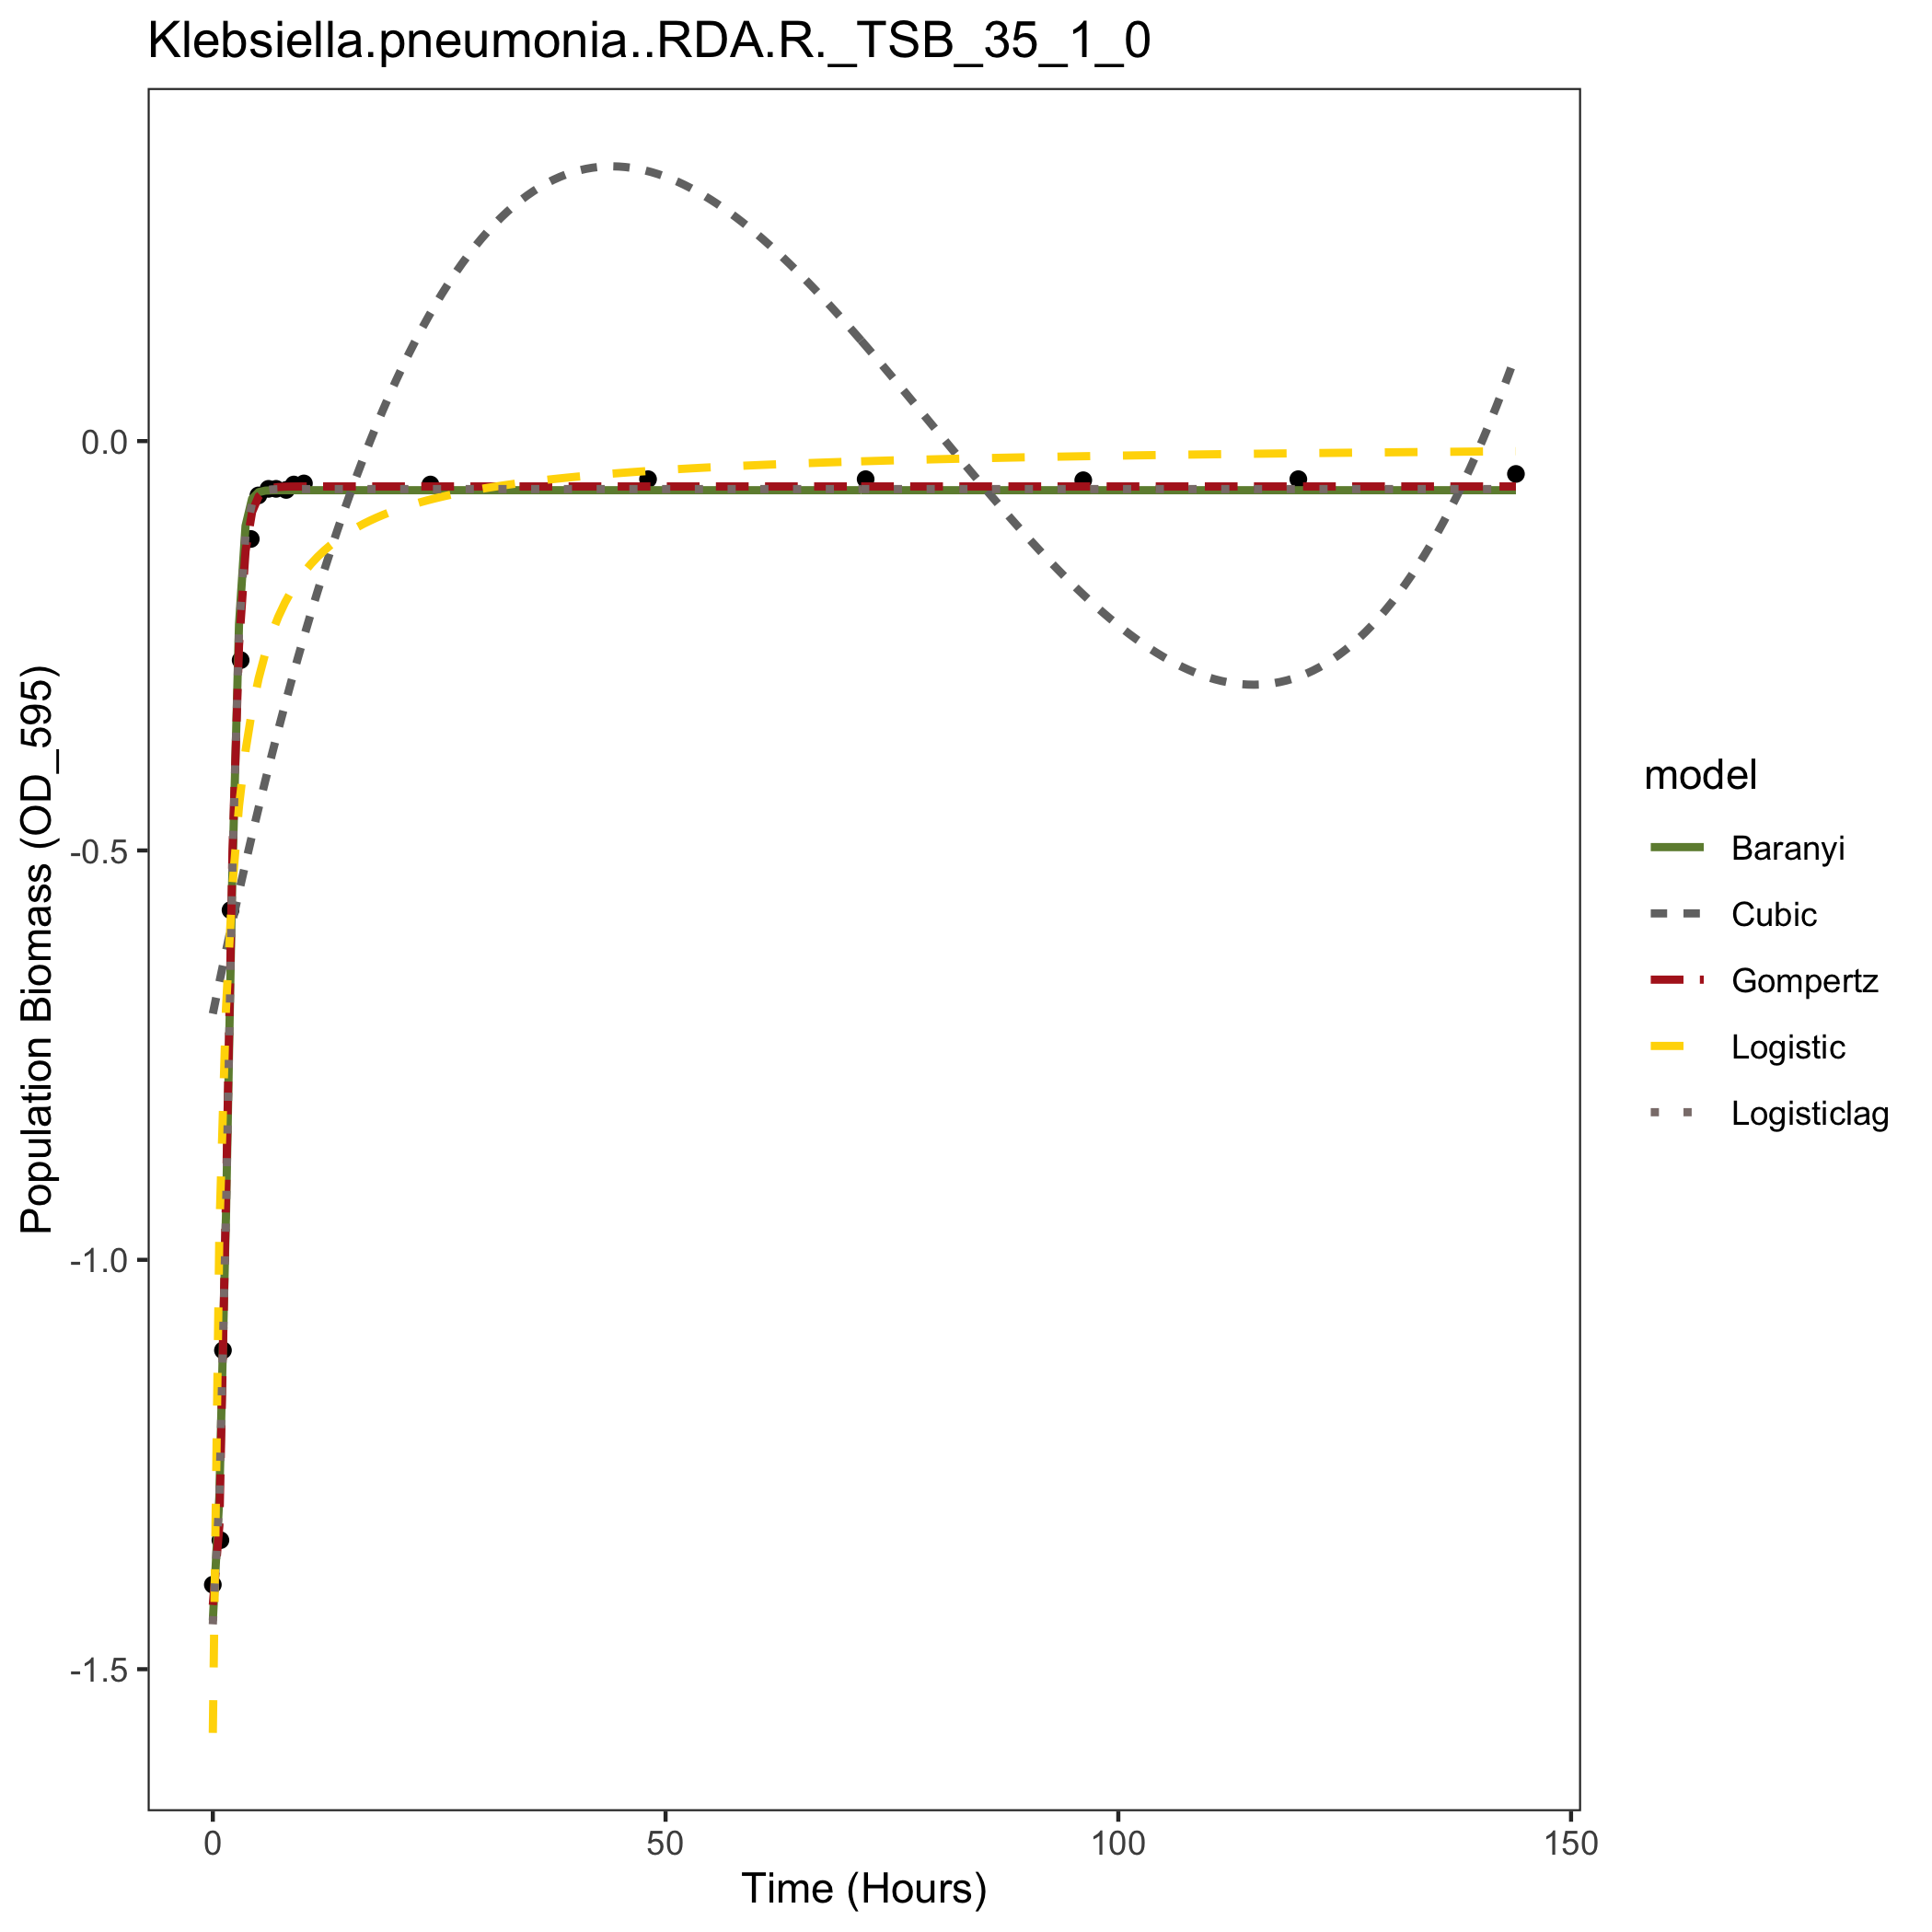 Klebsiella.pneumonia..RDA.R._TSB_35_1_0
Population Biomass (OD_595)
0.0
-0.5
-1.0
-1.5
0
50
100
150
Time (Hours)
model
Baranyi
Cubic
Gompertz
Logistic
Logisticlag